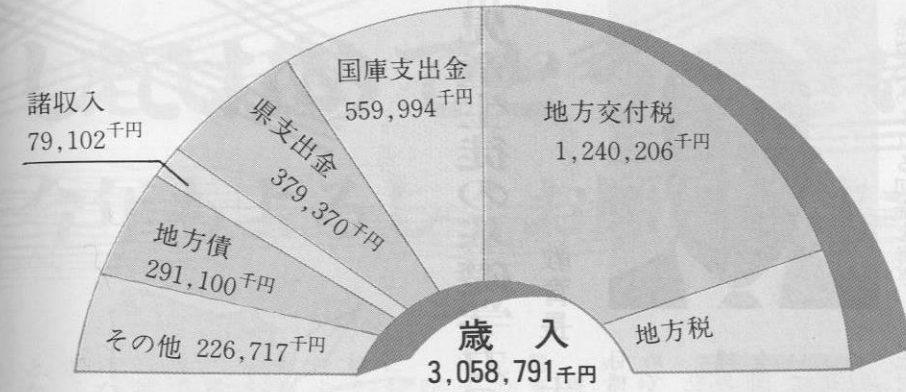 国庫支出金
559,994千円
地方交付税
1,240,206千円
諸収入
79,102千円
県支出金
379,370千円
地方債
291,100千円
その他 226,717千円
地方税
歳入
3,058,791千円